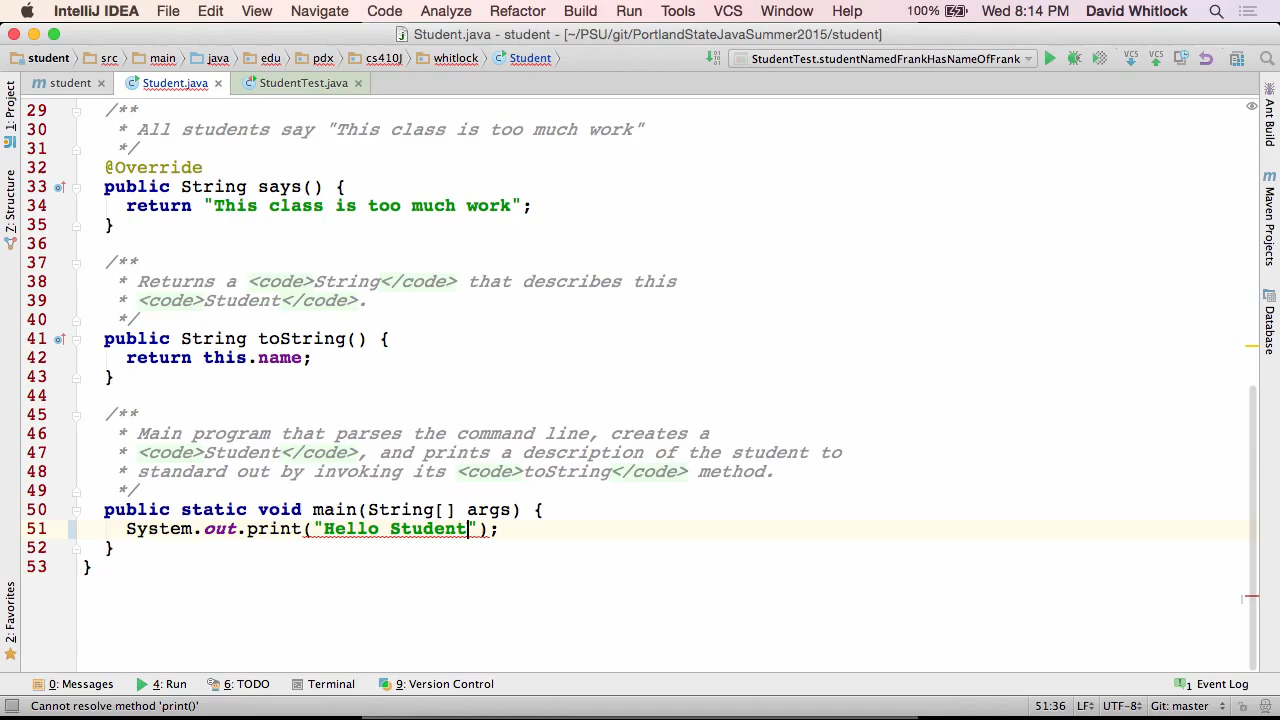 IntelliJ IDEA File Edit View Navigate Code Analyze Refactor Build Run Tools VCS Window Help 100% Wed 8:14 PM David Whitlock
Student.java - student - [~/PSU/git/PortlandStateJavaSummer2015/student]
student src main java edu pdx cs410J whitlock Student StudentTest.studentNamedFrankHasNameOfFrank VCS VCS
student Student.java StudentTest.java
1: Project
Z: Structure
2: Favorites
29 /**
30 * All students say "This class is too much work"
31 */
32 @Override
33 public String says() {
34 return "This class is too much work";
35 }
36
37 /**
38 * Returns a <code>String</code> that describes this
39 * <code>Student</code>.
40 */
41 public String toString() {
42 return this.name;
43 }
44
45 /**
46 * Main program that parses the command line, creates a
47 * <code>Student</code>, and prints a description of the student to
48 * standard out by invoking its <code>toString</code> method.
49 */
50 public static void main(String[] args) {
51 System.out.print("Hello Student");
52 }
53 }
Ant Build
m Maven Projects
Database
0: Messages 4: Run 6: TODO Terminal 9: Version Control 1 Event Log
Cannot resolve method 'print()' 51:36 LF UTF-8 Git: master